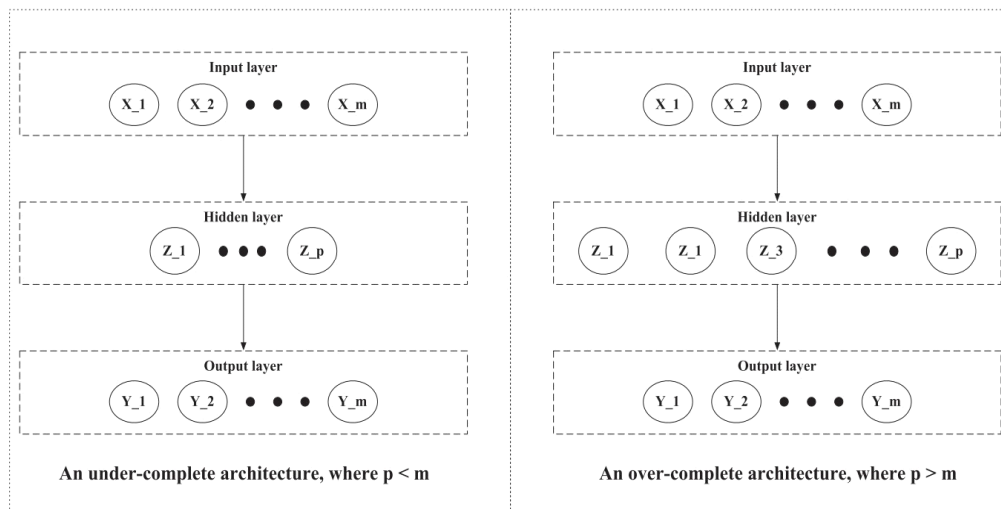 Input layer
X_1 X_2 X_m
Hidden layer
Z_1 Z_p
Output layer
Y_1 Y_2 Y_m
An under-complete architecture, where p < m
Input layer
X_1 X_2 X_m
Hidden layer
Z_1 Z_1 Z_3 Z_p
Output layer
Y_1 Y_2 Y_m
An over-complete architecture, where p > m